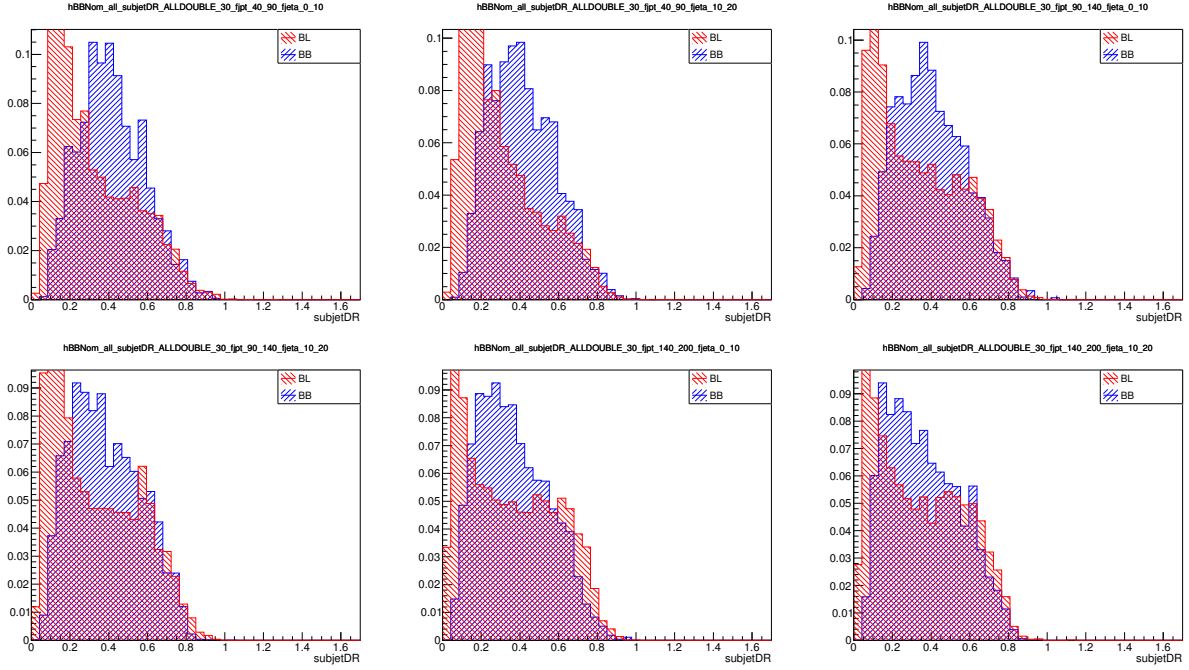 hBBNom_all_subjetDR_ALLDOUBLE_30_fjpt_40_90_fjeta_0_10
BL
BB
0.1
0.08
0.06
0.04
0.02
0
0 0.2 0.4 0.6 0.8 1 1.2 1.4 1.6
subjetDR
hBBNom_all_subjetDR_ALLDOUBLE_30_fjpt_40_90_fjeta_10_20
BL
BB
0.1
0.08
0.06
0.04
0.02
0
0 0.2 0.4 0.6 0.8 1 1.2 1.4 1.6
subjetDR
hBBNom_all_subjetDR_ALLDOUBLE_30_fjpt_90_140_fjeta_0_10
BL
BB
0.1
0.08
0.06
0.04
0.02
0
0 0.2 0.4 0.6 0.8 1 1.2 1.4 1.6
subjetDR
hBBNom_all_subjetDR_ALLDOUBLE_30_fjpt_90_140_fjeta_10_20
BL
BB
0.09
0.08
0.07
0.06
0.05
0.04
0.03
0.02
0.01
0
0 0.2 0.4 0.6 0.8 1 1.2 1.4 1.6
subjetDR
hBBNom_all_subjetDR_ALLDOUBLE_30_fjpt_140_200_fjeta_0_10
BL
BB
0.09
0.08
0.07
0.06
0.05
0.04
0.03
0.02
0.01
0
0 0.2 0.4 0.6 0.8 1 1.2 1.4 1.6
subjetDR
hBBNom_all_subjetDR_ALLDOUBLE_30_fjpt_140_200_fjeta_10_20
BL
BB
0.09
0.08
0.07
0.06
0.05
0.04
0.03
0.02
0.01
0
0 0.2 0.4 0.6 0.8 1 1.2 1.4 1.6
subjetDR